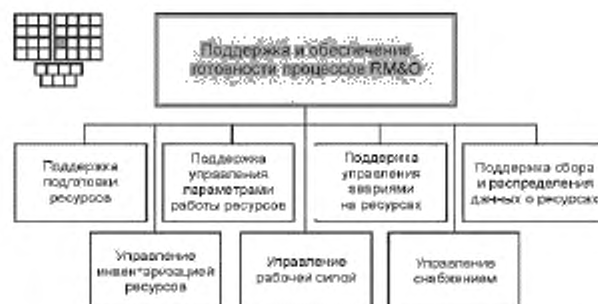 Поддержка и обеспечение
готовности процессов RM&O
Поддержка
подготовки
ресурсов
Поддержка
управления
параметрами
работы ресурсов
Поддержка
управления
авариями
на ресурсах
Поддержка сбора
и распределения
данных о ресурсах
Управление
инвентаризацией
ресурсов
Управление
рабочей силой
Управление
снабжением